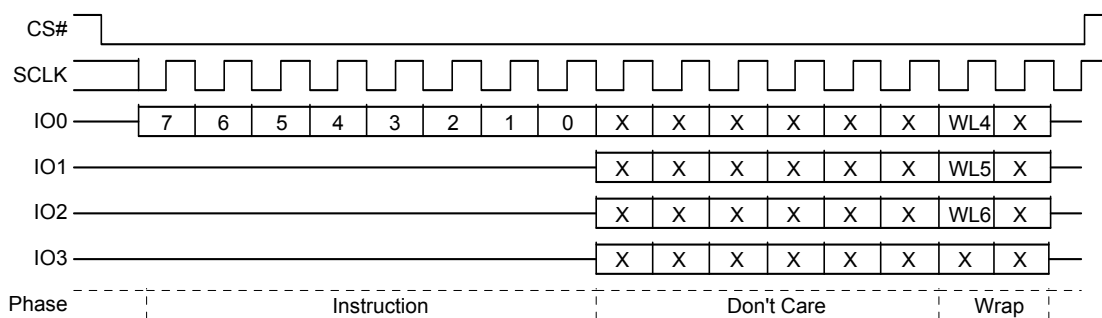 CS#
SCLK
IO0 7 6 5 4 3 2 1 0 X X X X X X WL4 X
IO1 X X X X X X WL5 X
IO2 X X X X X X WL6 X
IO3 X X X X X X X X
Phase Instruction Don't Care Wrap